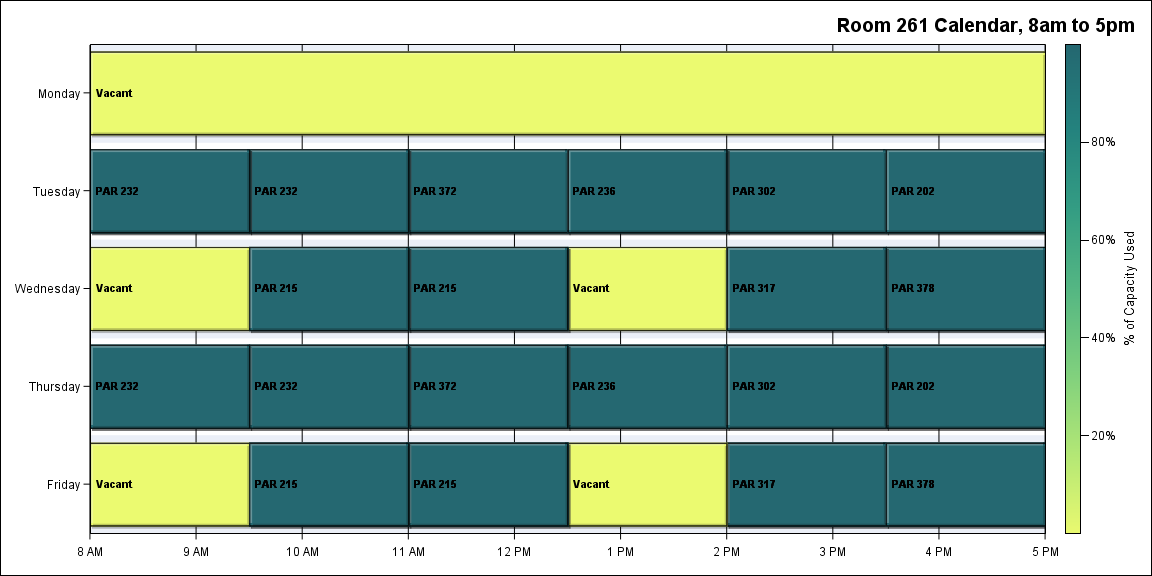 Room 261 Calendar, 8am to 5pm
Monday
Vacant
Tuesday
PAR 232 PAR 232 PAR 372 PAR 236 PAR 302 PAR 202
Wednesday
Vacant PAR 215 PAR 215 Vacant PAR 317 PAR 378
Thursday
PAR 232 PAR 232 PAR 372 PAR 236 PAR 302 PAR 202
Friday
Vacant PAR 215 PAR 215 Vacant PAR 317 PAR 378
8 AM 9 AM 10 AM 11 AM 12 PM 1 PM 2 PM 3 PM 4 PM 5 PM
80%
60%
40%
20%
% of Capacity Used